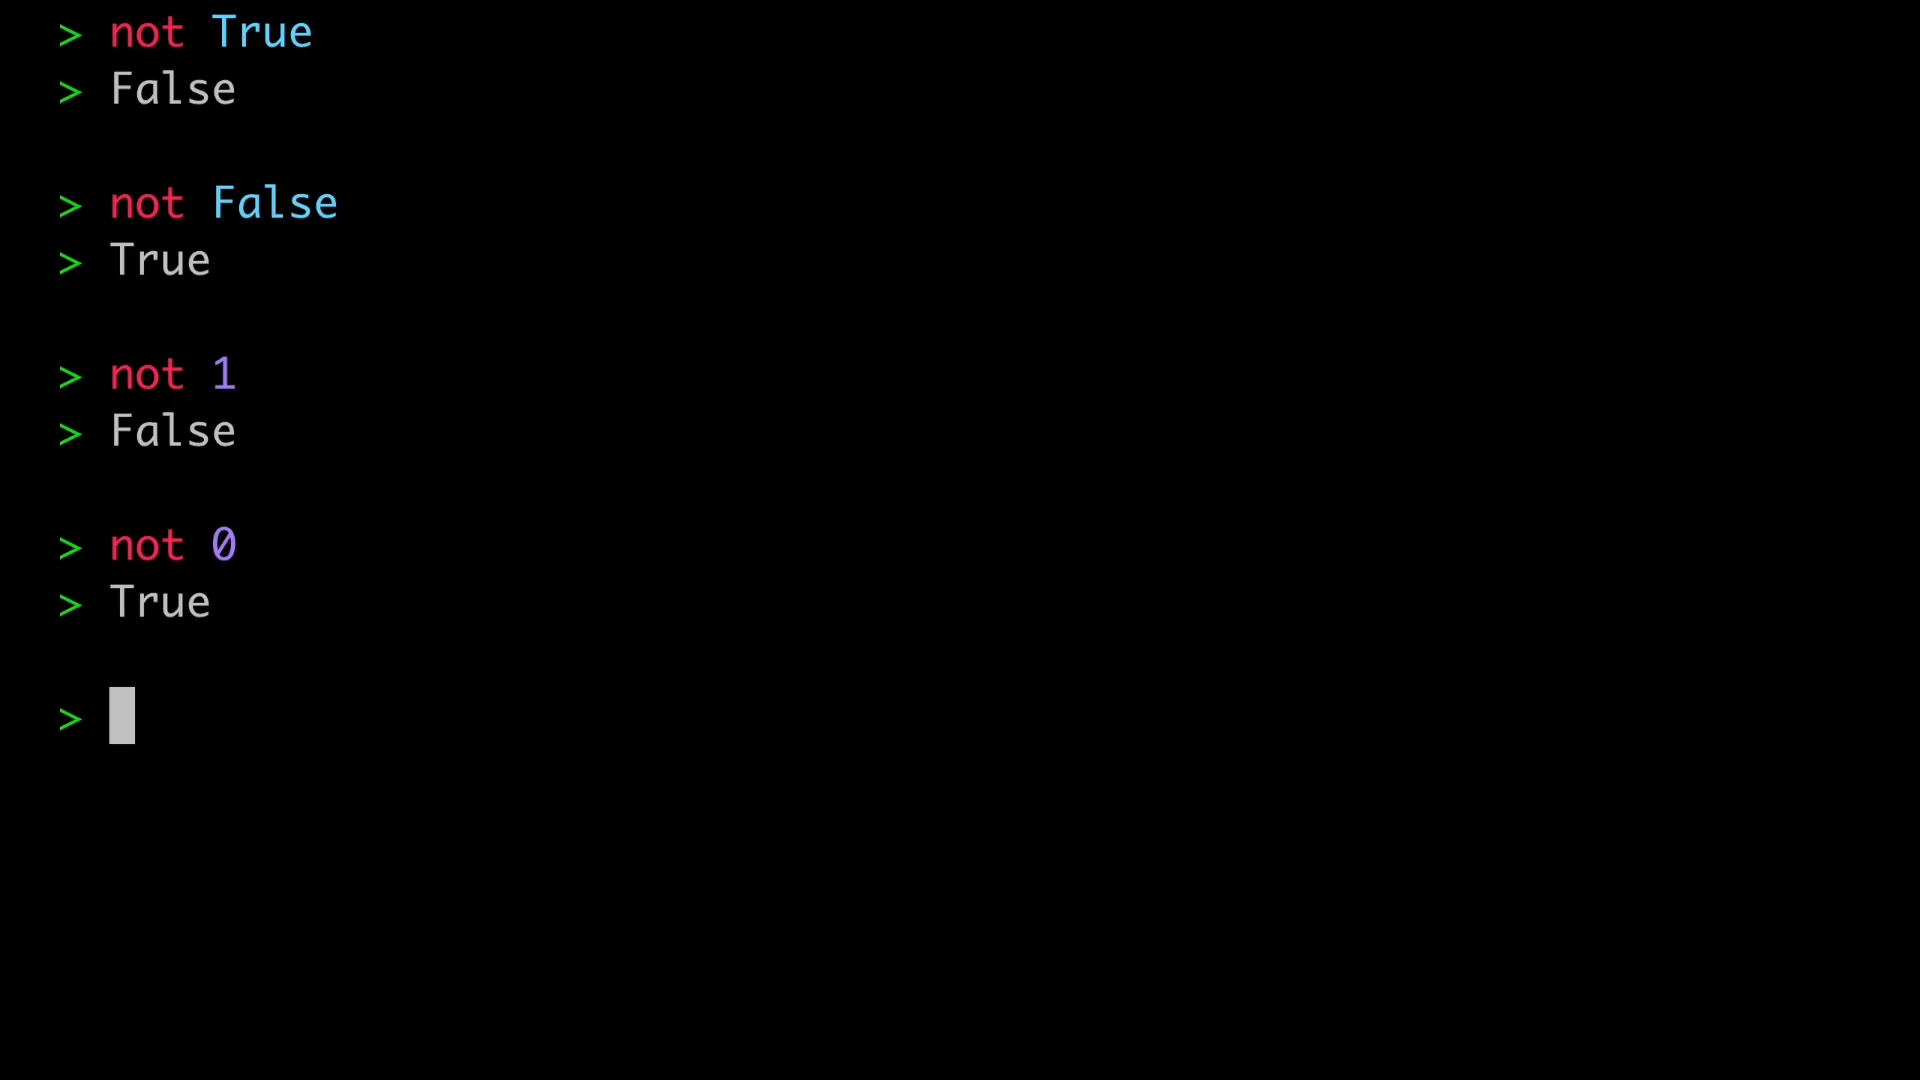 > not True
> False
> not False
> True
> not 1
> False
> not 0
> True
>